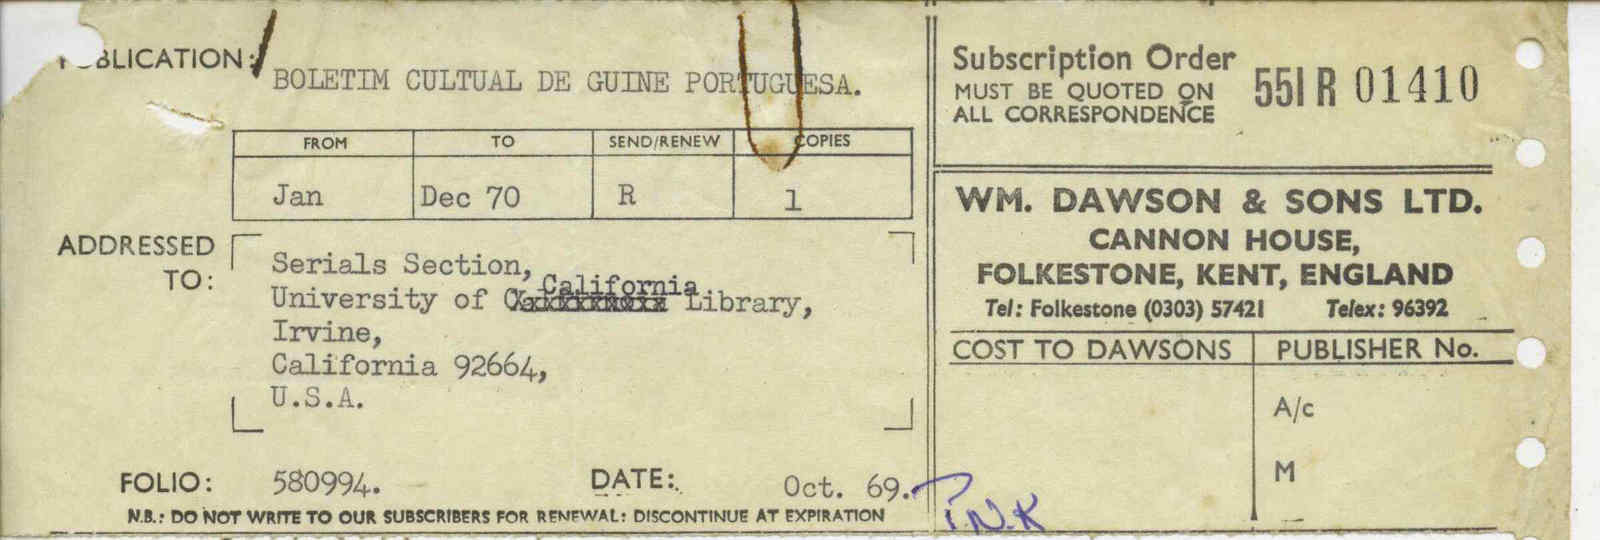 PUBLICATION: BOLETIM CULTUAL DE GUINE PORTUGUESA.
FROM TO SEND/RENEW COPIES
Jan Dec 70 R 1
ADDRESSED TO:
Serials Section,
California
University of Library,
Irvine,
California 92664,
U.S.A.
FOLIO: 580994. DATE: Oct. 69.
N.B.: DO NOT WRITE TO OUR SUBSCRIBERS FOR RENEWAL: DISCONTINUE AT EXPIRATION
Subscription Order
MUST BE QUOTED ON
ALL CORRESPONDENCE
551 R 01410
WM. DAWSON & SONS LTD.
CANNON HOUSE,
FOLKESTONE, KENT, ENGLAND
Tel: Folkestone (0303) 57421 Telex: 96392
COST TO DAWSONS PUBLISHER No.
A/c
M
P.N.K